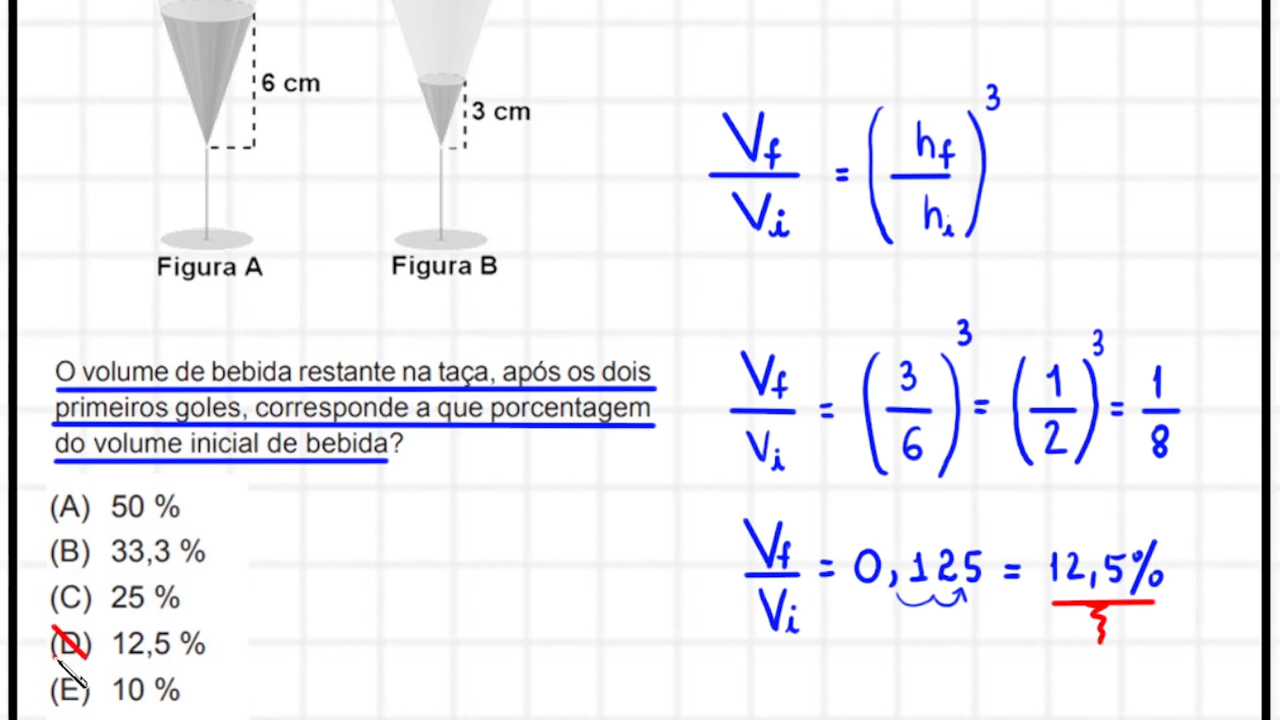 6 cm
3 cm
Figura A
Figura B
O volume de bebida restante na taça, após os dois
primeiros goles, corresponde a que porcentagem
do volume inicial de bebida?
(A) 50 %
(B) 33,3 %
(C) 25 %
(D) 12,5 %
(E) 10 %
Vf/Vi = (hf/hi)³
Vf/Vi = (3/6)³ = (1/2)³ = 1/8
Vf/Vi = 0,125 = 12,5%